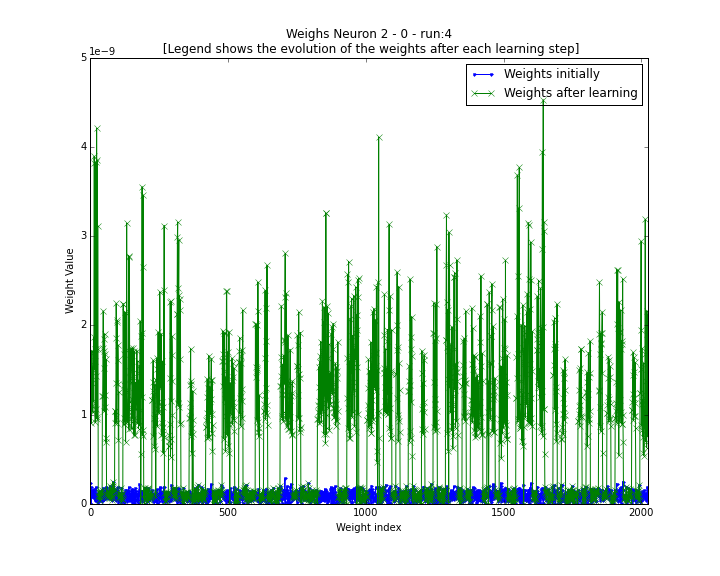 Weighs Neuron 2 - 0 - run:4
[Legend shows the evolution of the weights after each learning step]
1e−9
5
Weights initially
Weights after learning
4
3
Weight Value
2
1
0
0 500 1000 1500 2000
Weight index